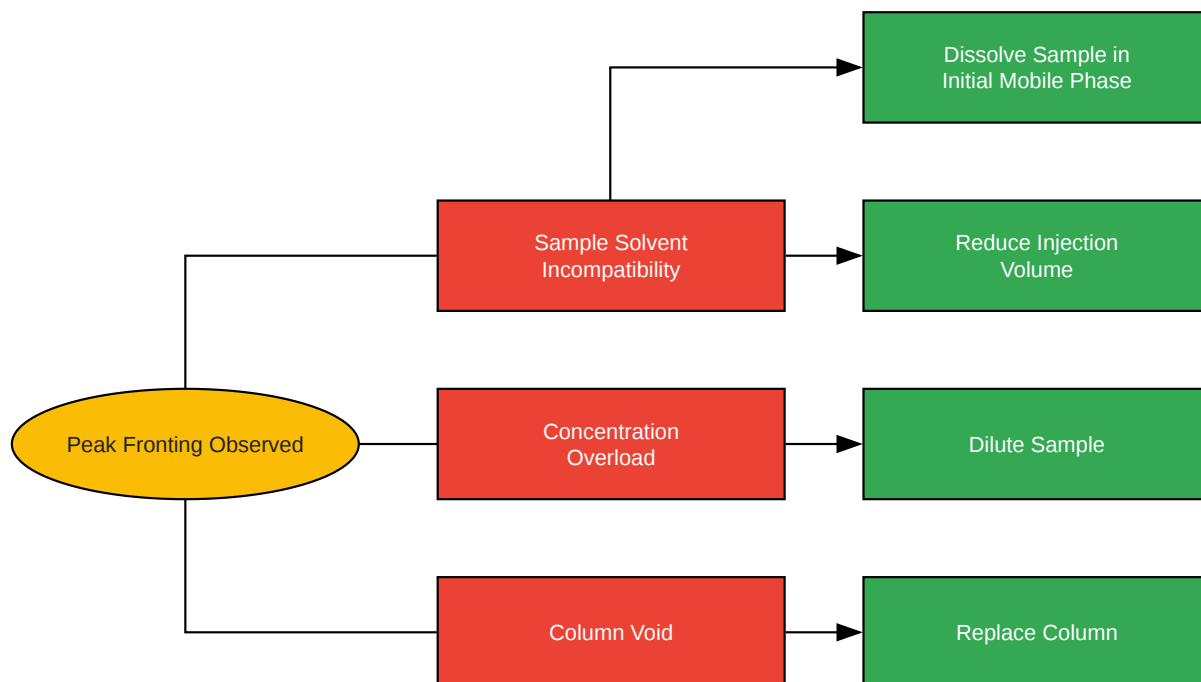 Dissolve Sample in
Initial Mobile Phase
Sample Solvent
Incompatibility
Reduce Injection
Volume
Peak Fronting Observed
Concentration
Overload
Dilute Sample
Column Void
Replace Column